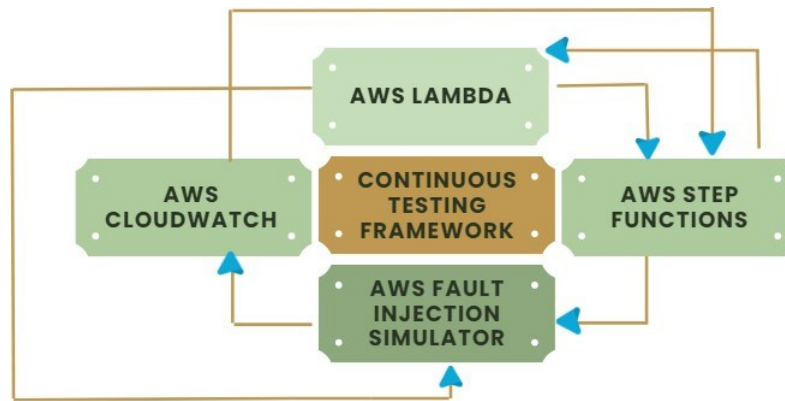 AWS LAMBDA
AWS
CLOUDWATCH
CONTINUOUS
TESTING
FRAMEWORK
AWS STEP
FUNCTIONS
AWS FAULT
INJECTION
SIMULATOR